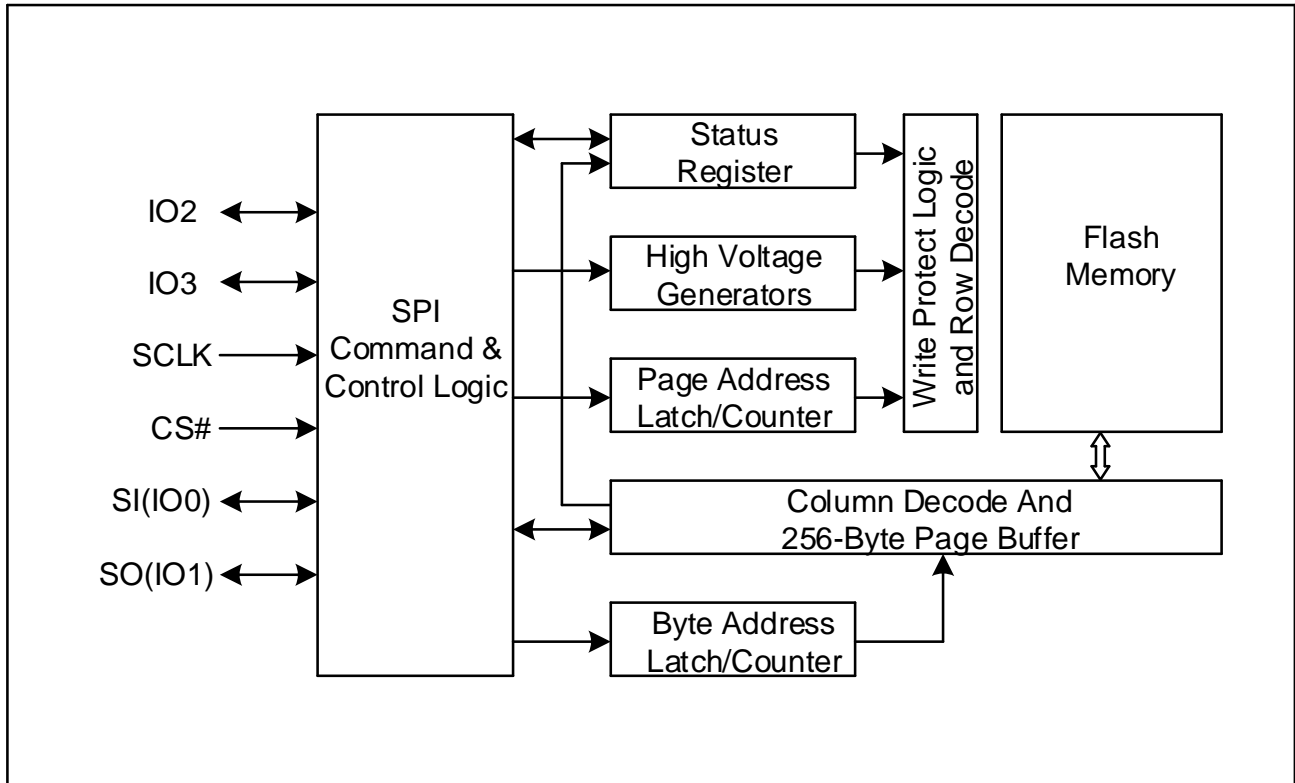 IO2
IO3
SCLK
CS#
SI(IO0)
SO(IO1)
SPI
Command &
Control Logic
Status
Register
High Voltage
Generators
Page Address
Latch/Counter
Write Protect Logic
and Row Decode
Flash
Memory
Column Decode And
256-Byte Page Buffer
Byte Address
Latch/Counter